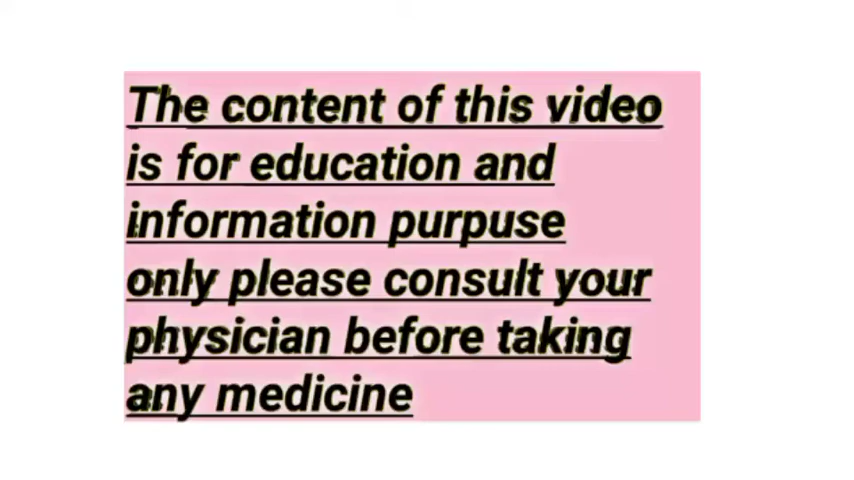 The content of this video
is for education and
information purpuse
only please consult your
physician before taking
any medicine